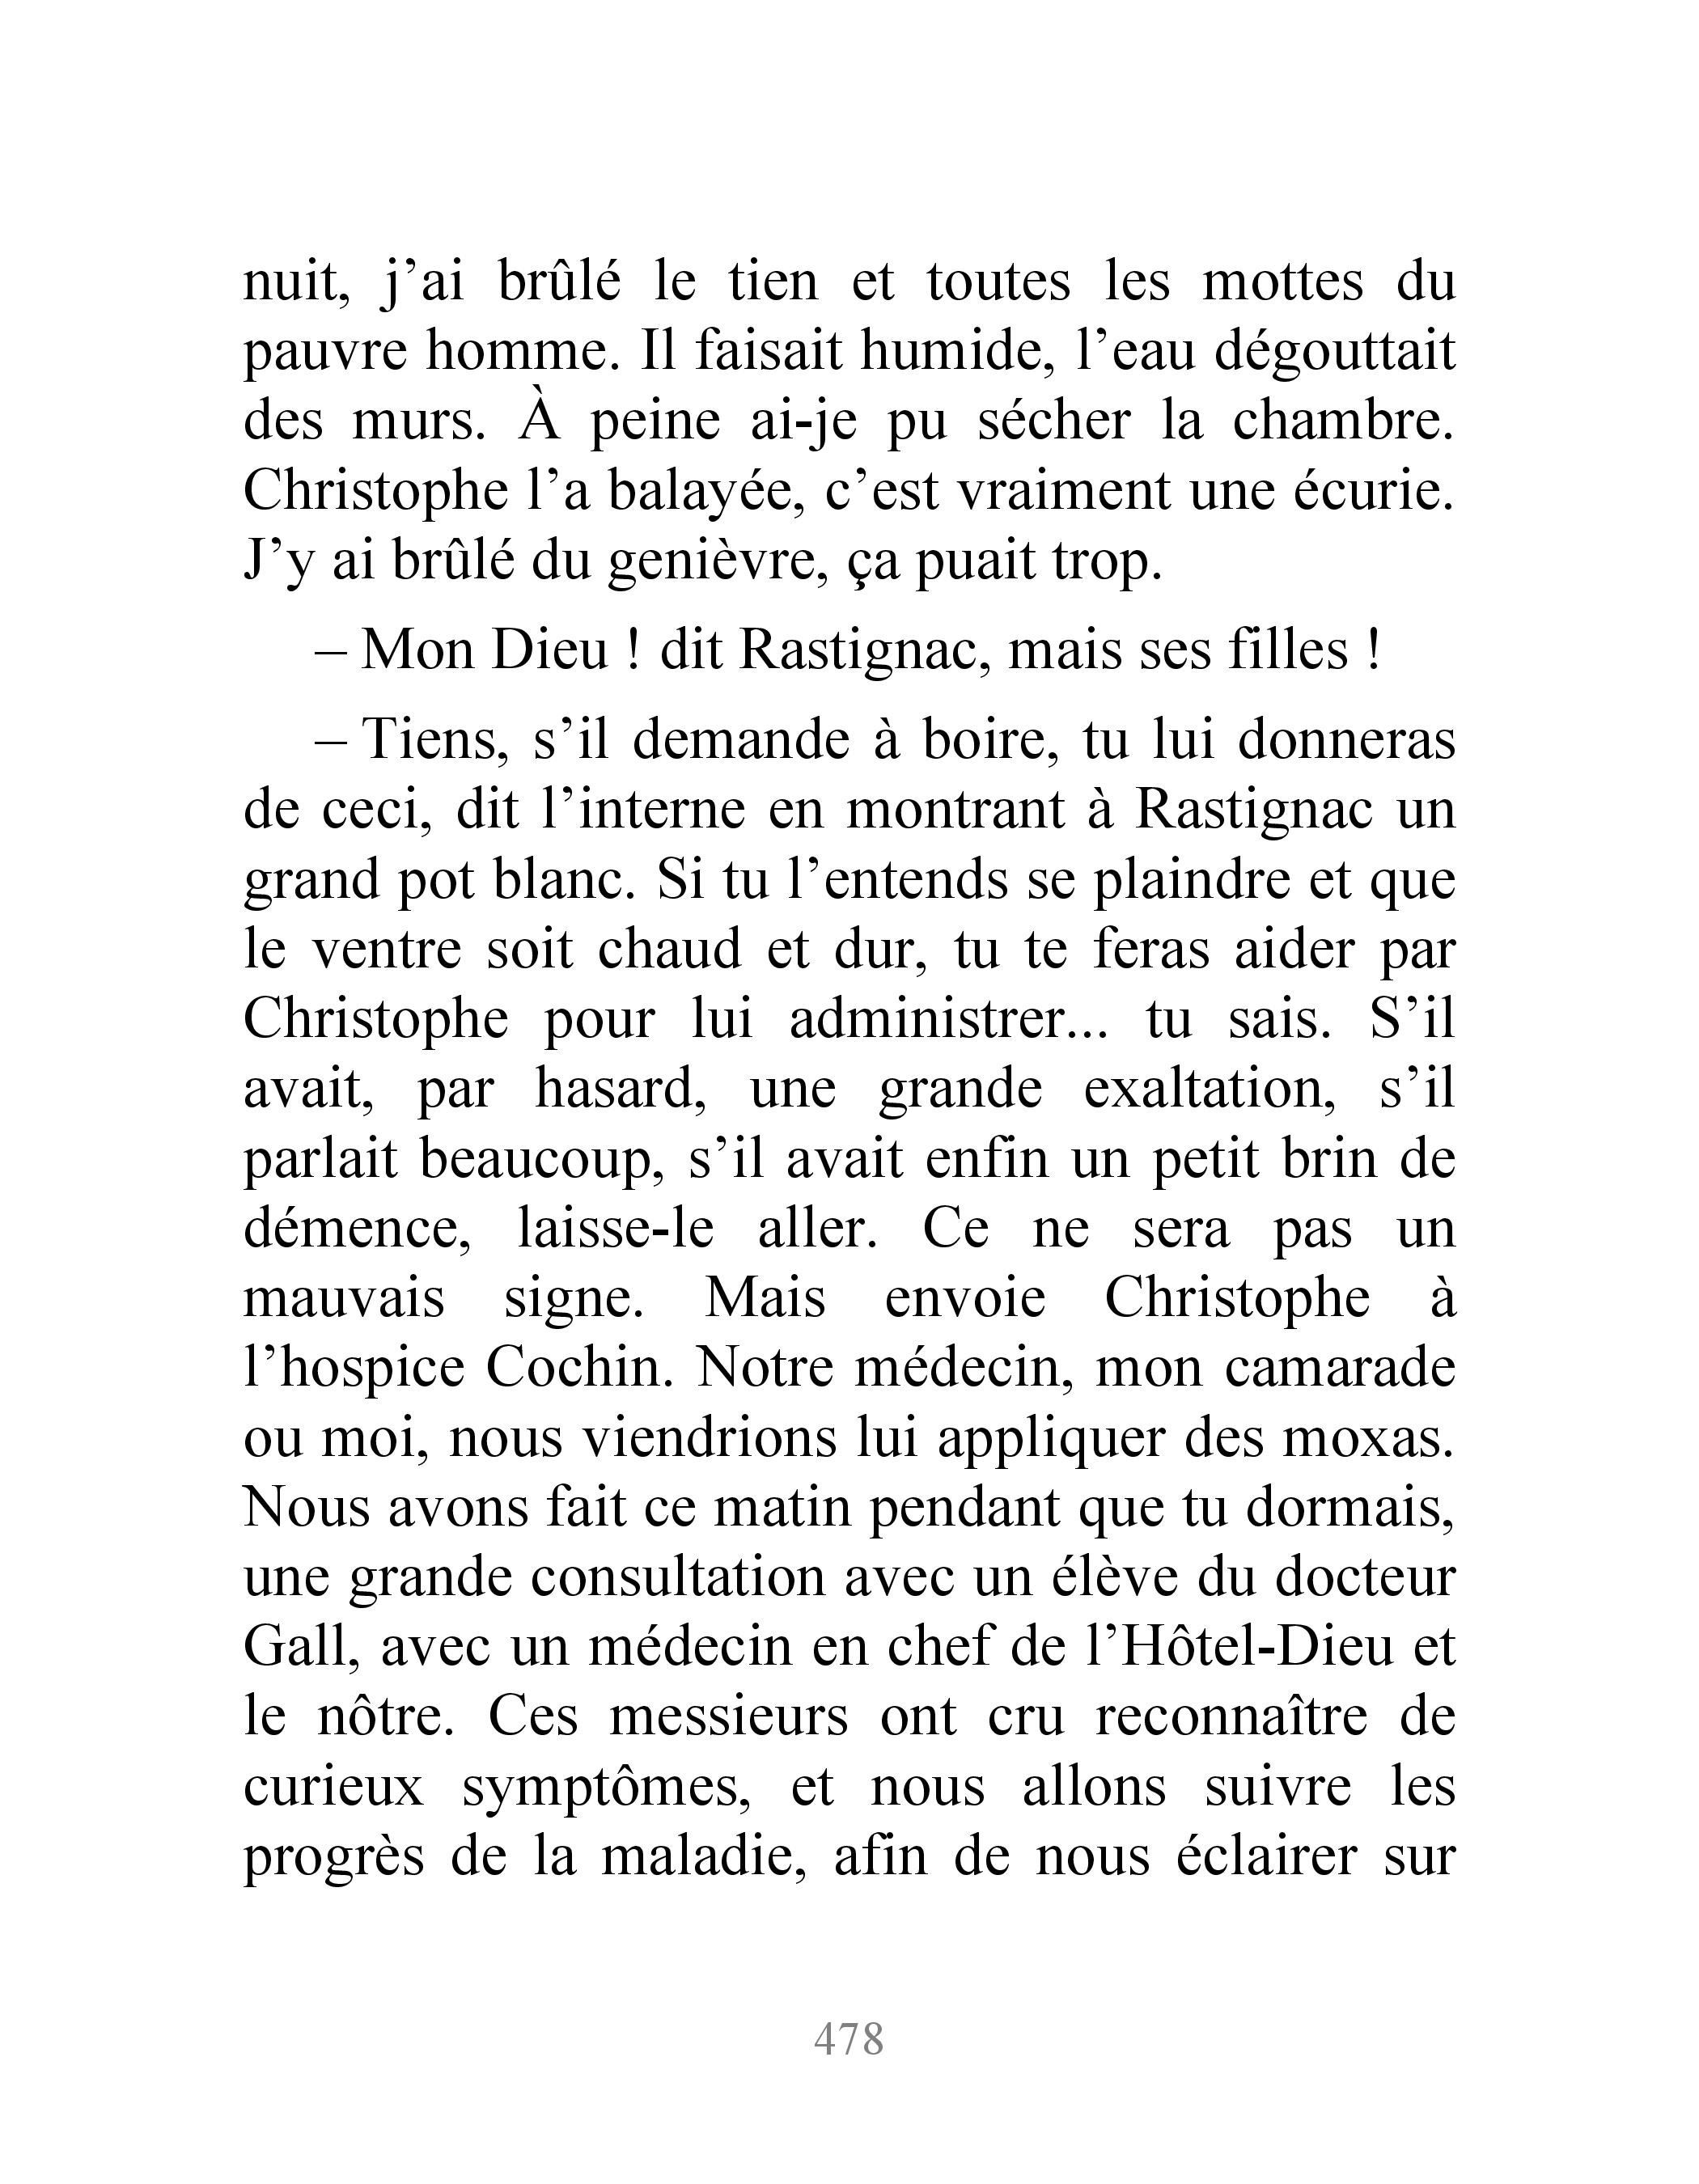 nuit, j’ai brûlé le tien et toutes les mottes du
pauvre homme. Il faisait humide, l’eau dégouttait
des murs. À peine ai-je pu sécher la chambre.
Christophe l’a balayée, c’est vraiment une écurie.
J’y ai brûlé du genièvre, ça puait trop.
– Mon Dieu ! dit Rastignac, mais ses filles !
– Tiens, s’il demande à boire, tu lui donneras
de ceci, dit l’interne en montrant à Rastignac un
grand pot blanc. Si tu l’entends se plaindre et que
le ventre soit chaud et dur, tu te feras aider par
Christophe pour lui administrer... tu sais. S’il
avait, par hasard, une grande exaltation, s’il
parlait beaucoup, s’il avait enfin un petit brin de
démence, laisse-le aller. Ce ne sera pas un
mauvais signe. Mais envoie Christophe à
l’hospice Cochin. Notre médecin, mon camarade
ou moi, nous viendrions lui appliquer des moxas.
Nous avons fait ce matin pendant que tu dormais,
une grande consultation avec un élève du docteur
Gall, avec un médecin en chef de l’Hôtel-Dieu et
le nôtre. Ces messieurs ont cru reconnaître de
curieux symptômes, et nous allons suivre les
progrès de la maladie, afin de nous éclairer sur
478